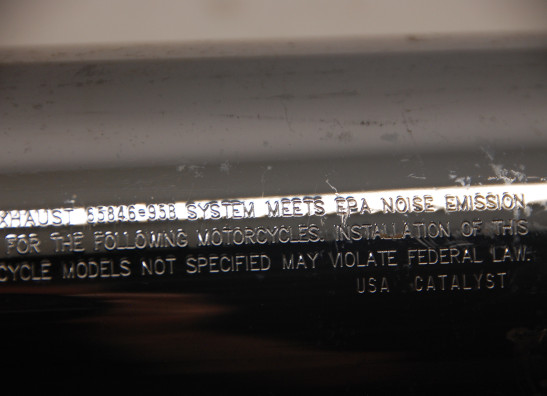 XHAUST 65846-95B SYSTEM MEETS EPA NOISE EMISSION
FOR THE FOLLOWING MOTORCYCLES. INSTALLATION OF THIS
CYCLE MODELS NOT SPECIFIED MAY VIOLATE FEDERAL LAW.
USA CATALYST